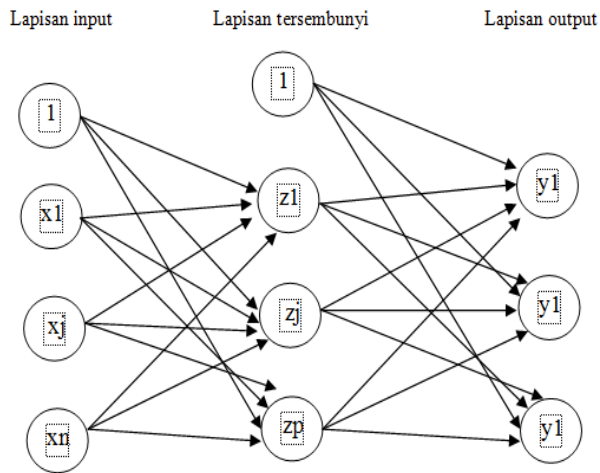 Lapisan input Lapisan tersembunyi Lapisan output
1 1
x1 z1 y1
xj zj y1
xn zp y1